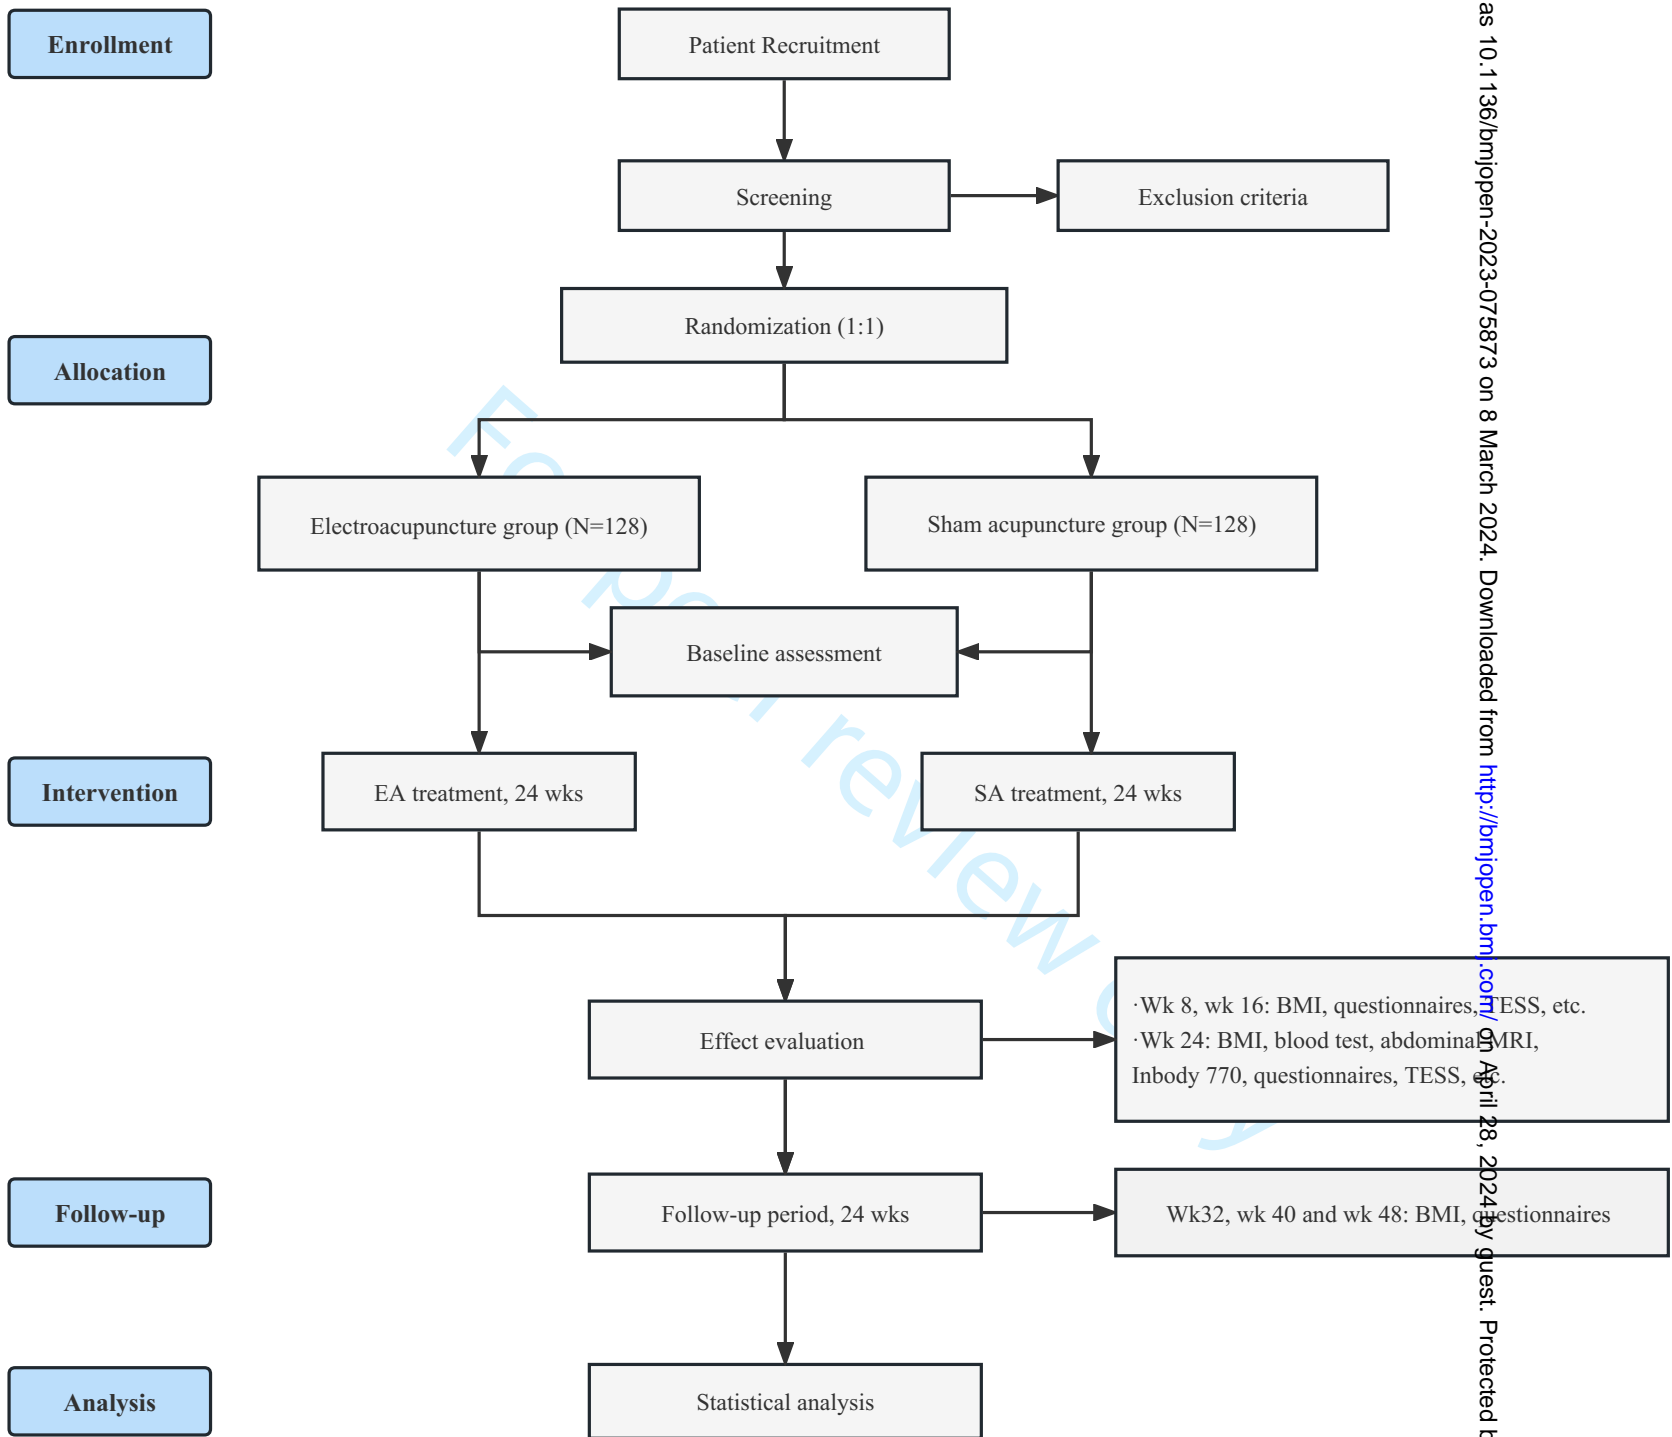 Enrollment
Patient Recruitment
Screening
Exclusion criteria
Randomization (1:1)
Allocation
Electroacupuncture group (N=128)
Sham acupuncture group (N=128)
Baseline assessment
Intervention
EA treatment, 24 wks
SA treatment, 24 wks
Effect evaluation
·Wk 8, wk 16: BMI, questionnaires, TESS, etc.
·Wk 24: BMI, blood test, abdominal MRI,
Inbody 770, questionnaires, TESS, etc.
Follow-up
Follow-up period, 24 wks
Wk32, wk 40 and wk 48: BMI, questionnaires
Analysis
Statistical analysis
For peer review only
as 10.1136/bmjopen-2023-075873 on 8 March 2024. Downloaded from http://bmjopen.bmj.com/ on April 28, 2024 by guest. Protected b